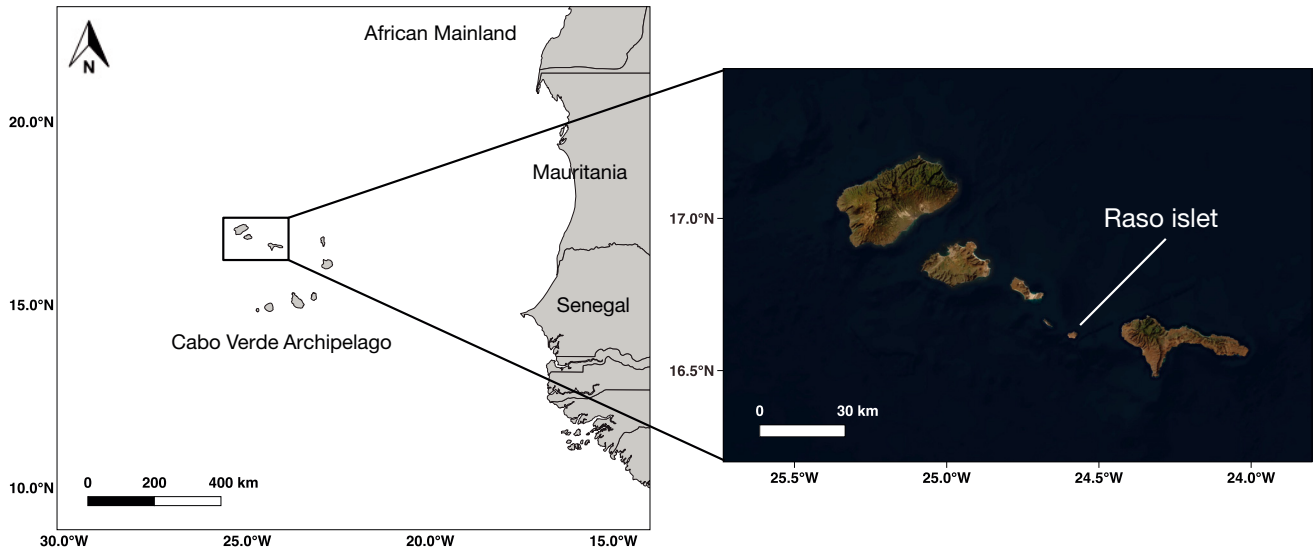 African Mainland
N
20.0°N
Mauritania
15.0°N
Senegal
Cabo Verde Archipelago
10.0°N
0 200 400 km
30.0°W 25.0°W 20.0°W 15.0°W
17.0°N
Raso islet
16.5°N
0 30 km
25.5°W 25.0°W 24.5°W 24.0°W